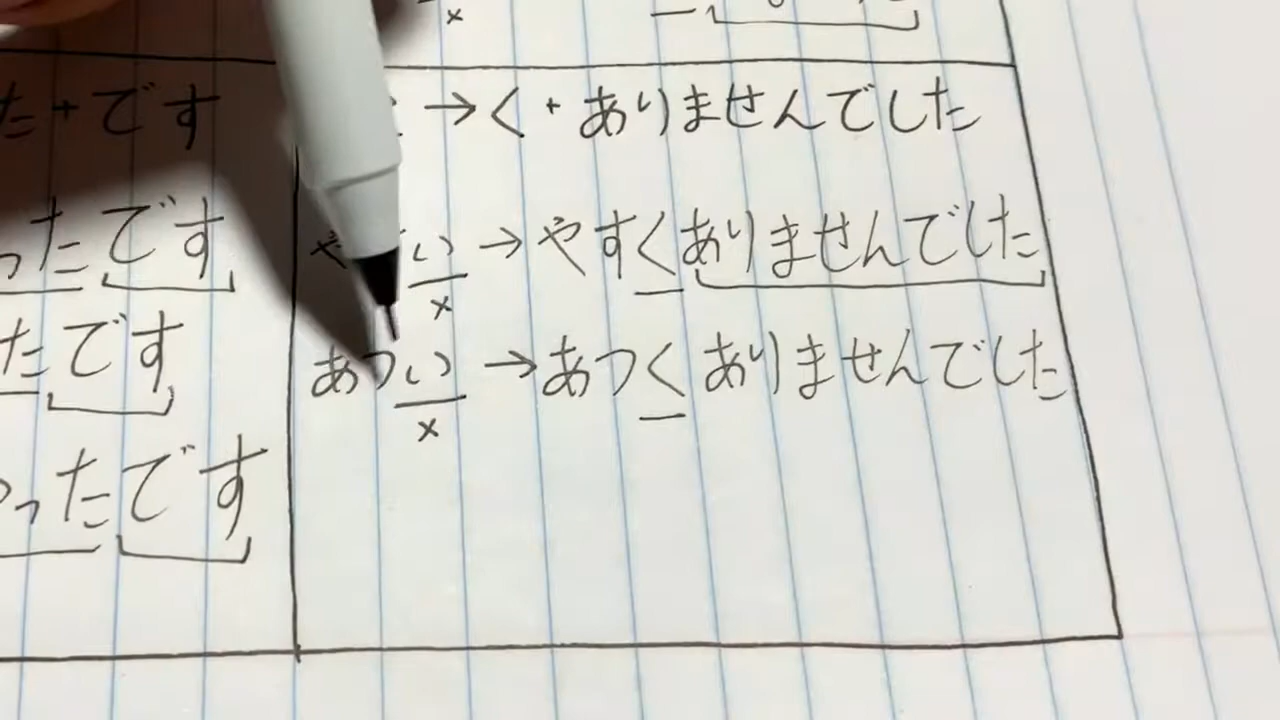 x
た+です
→く+ありませんでした
ったです
い→やすくありませんでした
x
たです
あつい→あつくありませんでした
x
ったです